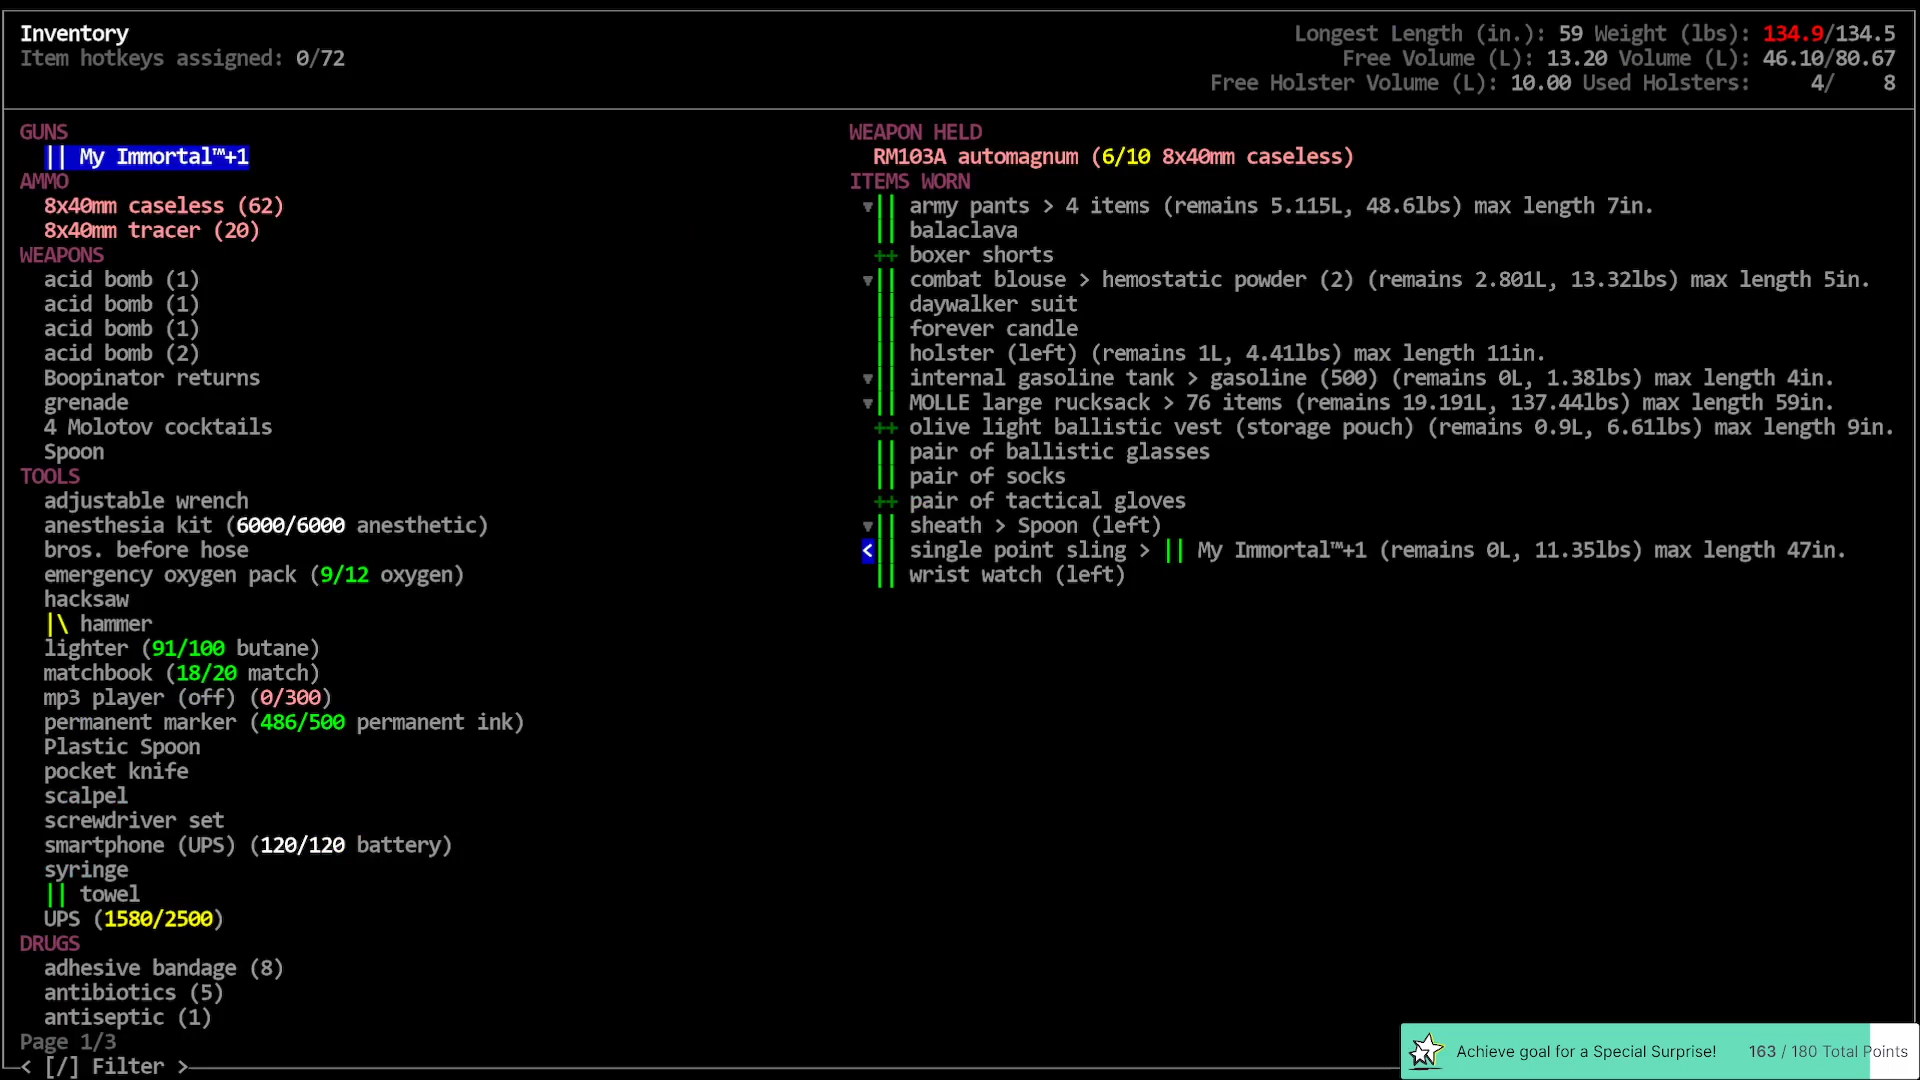 Inventory
Item hotkeys assigned: 0/72
Longest Length (in.): 59 Weight (lbs): 134.9/134.5
Free Volume (L): 13.20 Volume (L): 46.10/80.67
Free Holster Volume (L): 10.00 Used Holsters: 4/ 8
GUNS
|| My Immortal™+1
AMMO
8x40mm caseless (62)
8x40mm tracer (20)
WEAPONS
acid bomb (1)
acid bomb (1)
acid bomb (1)
acid bomb (2)
Boopinator returns
grenade
4 Molotov cocktails
Spoon
TOOLS
adjustable wrench
anesthesia kit (6000/6000 anesthetic)
bros. before hose
emergency oxygen pack (9/12 oxygen)
hacksaw
|\ hammer
lighter (91/100 butane)
matchbook (18/20 match)
mp3 player (off) (0/300)
permanent marker (486/500 permanent ink)
Plastic Spoon
pocket knife
scalpel
screwdriver set
smartphone (UPS) (120/120 battery)
syringe
|| towel
UPS (1580/2500)
DRUGS
adhesive bandage (8)
antibiotics (5)
antiseptic (1)
Page 1/3
< [/] Filter >
WEAPON HELD
RM103A automagnum (6/10 8x40mm caseless)
ITEMS WORN
▼|| army pants > 4 items (remains 5.115L, 48.6lbs) max length 7in.
|| balaclava
++ boxer shorts
▼|| combat blouse > hemostatic powder (2) (remains 2.801L, 13.32lbs) max length 5in.
|| daywalker suit
|| forever candle
|| holster (left) (remains 1L, 4.41lbs) max length 11in.
▼|| internal gasoline tank > gasoline (500) (remains 0L, 1.38lbs) max length 4in.
▼|| MOLLE large rucksack > 76 items (remains 19.191L, 137.44lbs) max length 59in.
++ olive light ballistic vest (storage pouch) (remains 0.9L, 6.61lbs) max length 9in.
|| pair of ballistic glasses
|| pair of socks
++ pair of tactical gloves
▼|| sheath > Spoon (left)
<|| single point sling > || My Immortal™+1 (remains 0L, 11.35lbs) max length 47in.
|| wrist watch (left)
7 Achieve goal for a Special Surprise! 163 / 180 Total Points